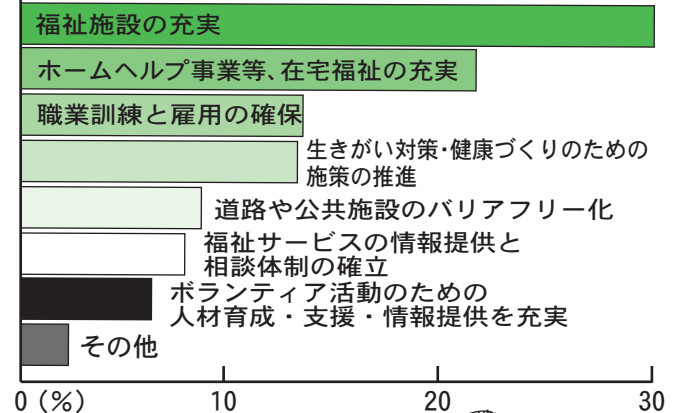 福祉施設の充実
ホームヘルプ事業等、在宅福祉の充実
職業訓練と雇用の確保
生きがい対策・健康づくりのための
施策の推進
道路や公共施設のバリアフリー化
福祉サービスの情報提供と
相談体制の確立
ボランティア活動のための
人材育成・支援・情報提供を充実
その他
0（%） 10 20 30